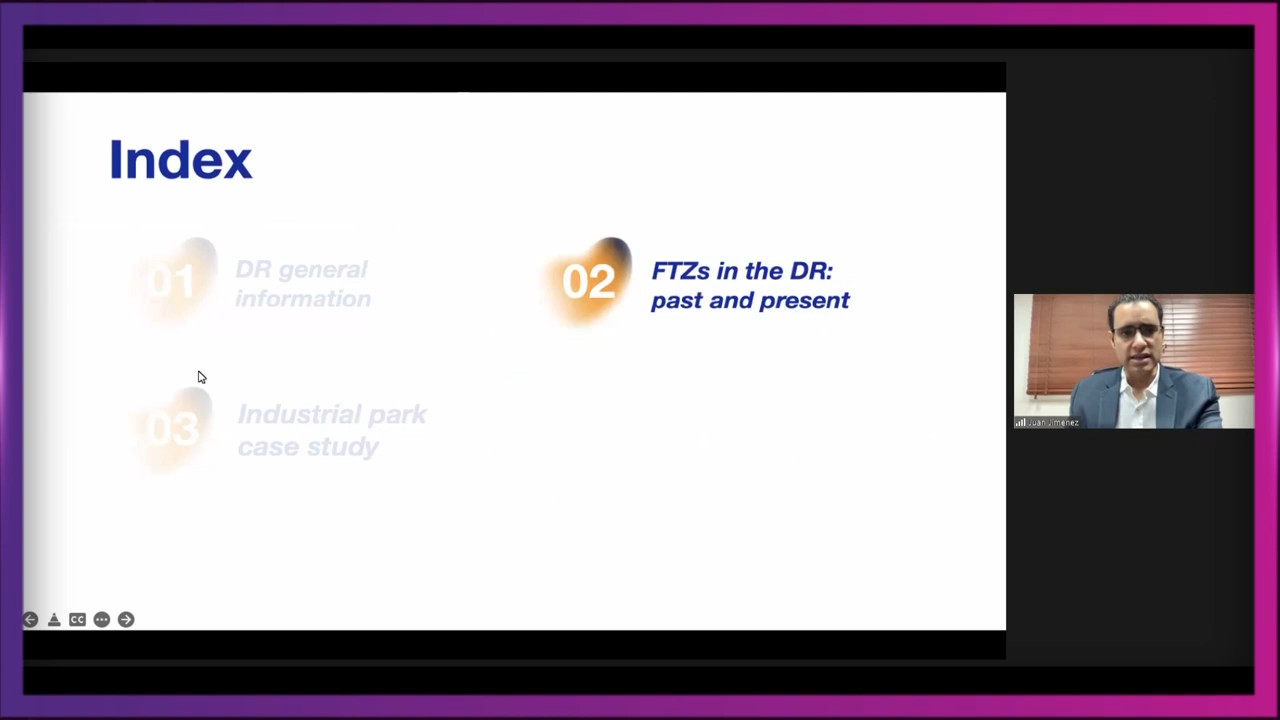 Index
01
DR general
information
02
FTZs in the DR:
past and present
03
Industrial park
case study
CC
Juan Jimenez